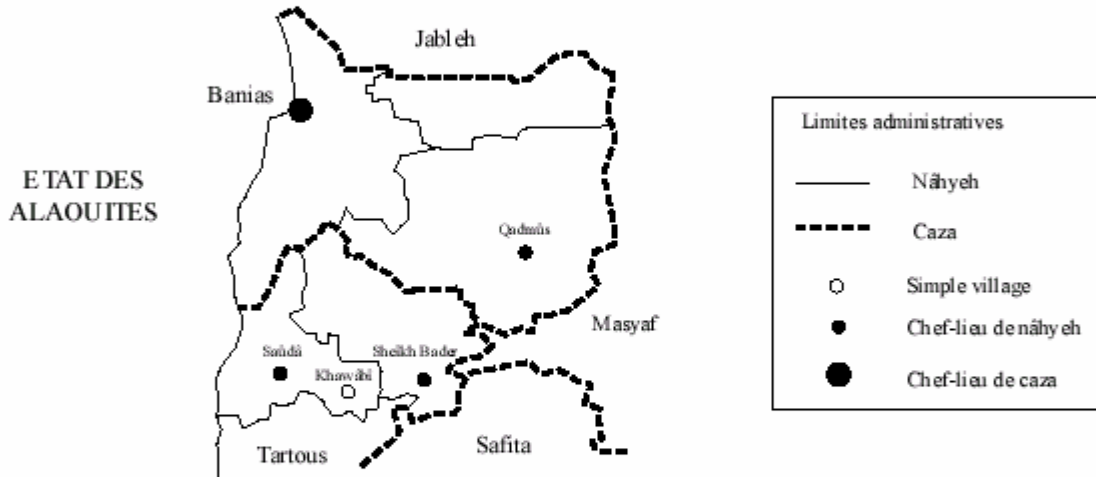 Jableh
Banias
ETAT DES
ALAOUITES
Qadmûs
Masyaf
Saûdâ
Khawâbî
Sheikh Bader
Tartous
Safita
Limites administratives
Nâhyeh
Caza
Simple village
Chef-lieu de nâhyeh
Chef-lieu de caza